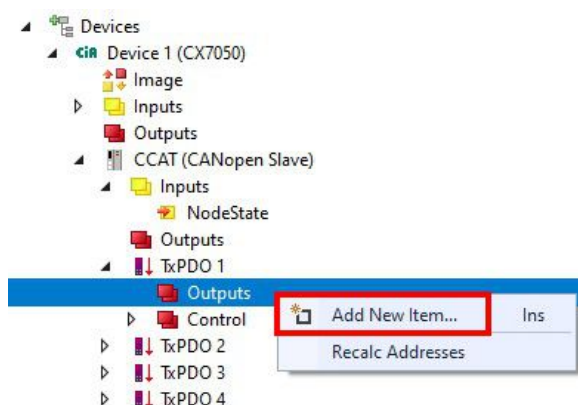 Devices
CiA Device 1 (CX7050)
Image
Inputs
Outputs
CCAT (CANopen Slave)
Inputs
NodeState
Outputs
TxPDO 1
Outputs
Add New Item... Ins
Control
Recalc Addresses
TxPDO 2
TxPDO 3
TxPDO 4